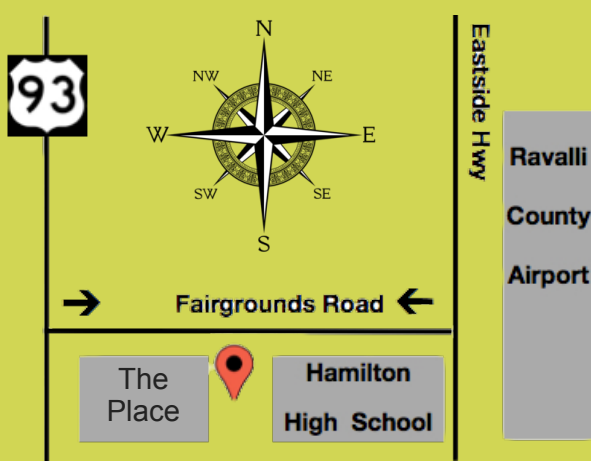 93
N
NW
NE
W
E
SW
SE
S
Eastside Hwy
Ravalli
County
Airport
Fairgrounds Road
The
Place
Hamilton
High School